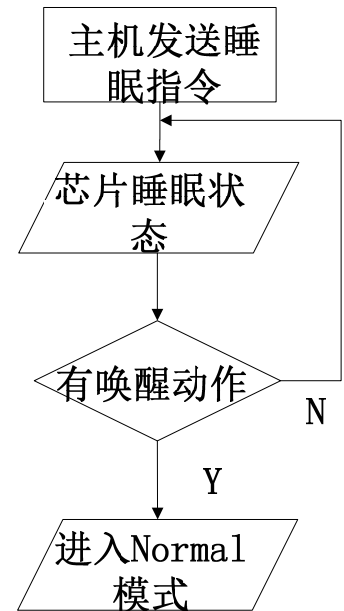 主机发送睡
眠指令
芯片睡眠状
态
有唤醒动作
N
Y
进入Normal
模式